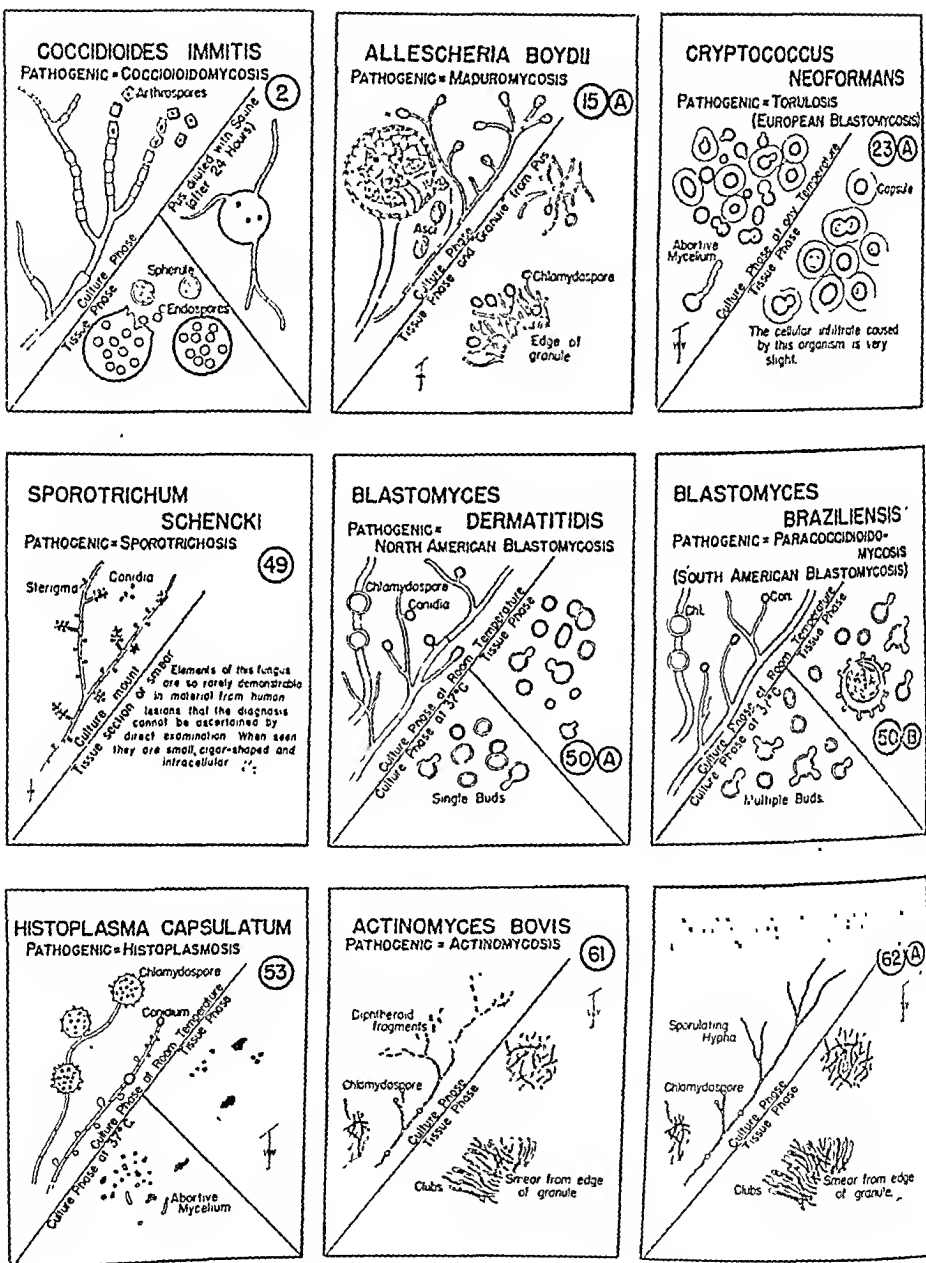 COCCIDIOIDES IMMITIS
PATHOGENIC = COCCIOIDOMYCOSIS
2
Arthrospores
Pus diluted with Saline
(after 24 Hours)
Culture Phase
Tissue Phase
Spherule
Endospores
ALLESCHERIA BOYDII
PATHOGENIC = MADUROMYCOSIS
15 A
Asci
Culture Phase
Tissue Phase and Granule from Pus
Chlamydospore
Edge of
granule
CRYPTOCOCCUS
NEOFORMANS
PATHOGENIC = TORULOSIS
(EUROPEAN BLASTOMYCOSIS)
23 A
Capsule
Abortive
Mycelium
Culture Phase at any Temperature
Tissue Phase
The cellular infiltrate caused
by this organism is very
slight.
SPOROTRICHUM
SCHENCKI
PATHOGENIC = SPOROTRICHOSIS
49
Sterigma
Conidia
Culture mount
Tissue section or smear
Elements of this fungus
are so rarely demonstrable
in material from human
lesions that the diagnosis
cannot be ascertained by
direct examination When seen
they are small, cigar-shaped and
intracellular
BLASTOMYCES
DERMATITIDIS
PATHOGENIC =
NORTH AMERICAN BLASTOMYCOSIS
Chlamydospore
Conidia
Culture Phase at Room Temperature
Tissue Phase
Culture Phase at 37°C
50 A
Single Buds
BLASTOMYCES
BRAZILIENSIS
PATHOGENIC = PARACOCCIDIOIDO-
MYCOSIS
(SOUTH AMERICAN BLASTOMYCOSIS)
Chl.
Con.
Culture Phase at Room Temperature
Tissue Phase
Culture Phase at 37°C
50 B
Multiple Buds
HISTOPLASMA CAPSULATUM
PATHOGENIC = HISTOPLASMOSIS
53
Chlamydospore
Conidium
Culture Phase at Room Temperature
Tissue Phase
Culture Phase at 37°C
Abortive
Mycelium
ACTINOMYCES BOVIS
PATHOGENIC = ACTINOMYCOSIS
61
Diphtheroid
fragments
Chlamydospore
Culture Phase
Tissue Phase
Clubs
Smear from edge
of granule
62 A
Sporulating
Hypha
Chlamydospore
Culture Phase
Tissue Phase
Clubs
Smear from edge
of granule